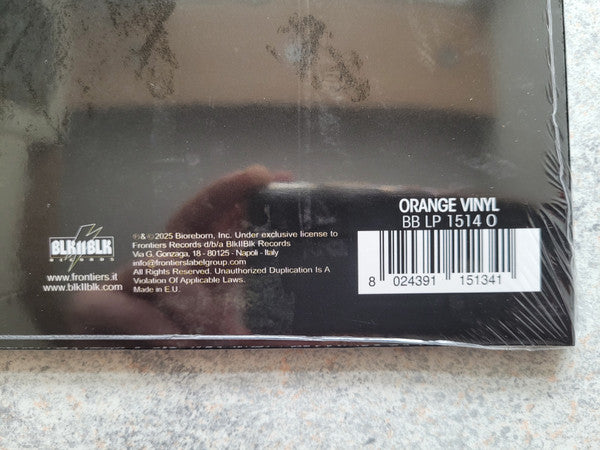 BLKIIBLK
RECORDS
www.frontiers.it
www.blkIIblk.com
℗& ©2025 Bioreborn, Inc. Under exclusive license to
Frontiers Records d/b/a BlkIIBlk Records
Via G. Gonzaga, 18 - 80125 - Napoli - Italy
info@frontierslabelgroup.com
All Rights Reserved. Unauthorized Duplication Is A
Violation Of Applicable Laws.
Made in E.U.
ORANGE VINYL
BB LP 1514 O
8 024391 151341